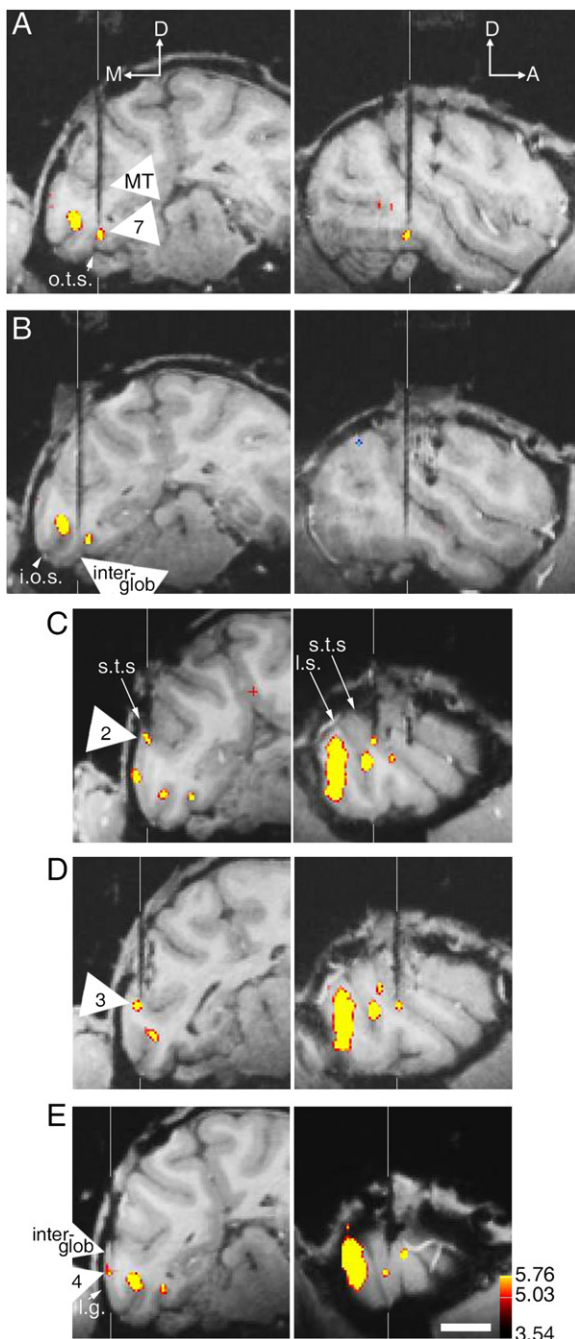 A
D
M
MT
7
o.t.s.
D
A
B
i.o.s.
inter-
glob
C
s.t.s
2
l.s.
s.t.s
D
3
E
inter-
glob
4
l.g.
5.76
5.03
3.54